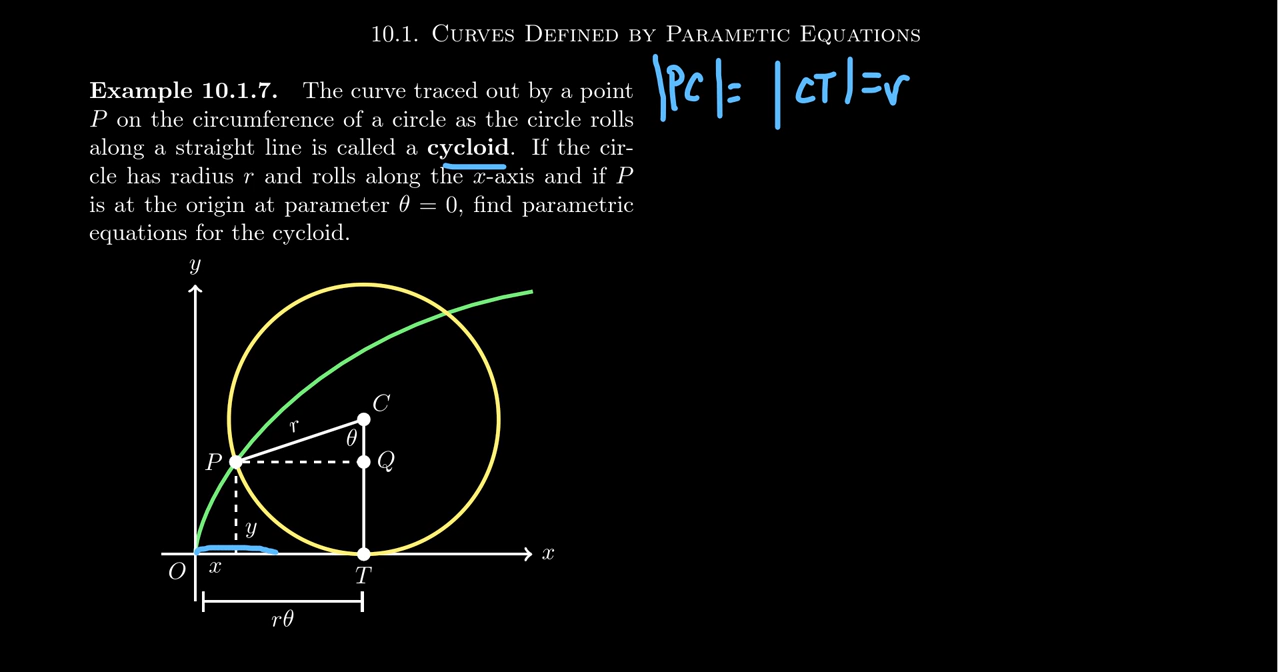 10.1. Curves Defined by Parametic Equations
Example 10.1.7. The curve traced out by a point
P on the circumference of a circle as the circle rolls
along a straight line is called a cycloid. If the cir-
cle has radius r and rolls along the x-axis and if P
is at the origin at parameter θ = 0, find parametric
equations for the cycloid.
|PC| = |CT| = r
y
C
r
θ
P
Q
y
x
O
x
T
rθ